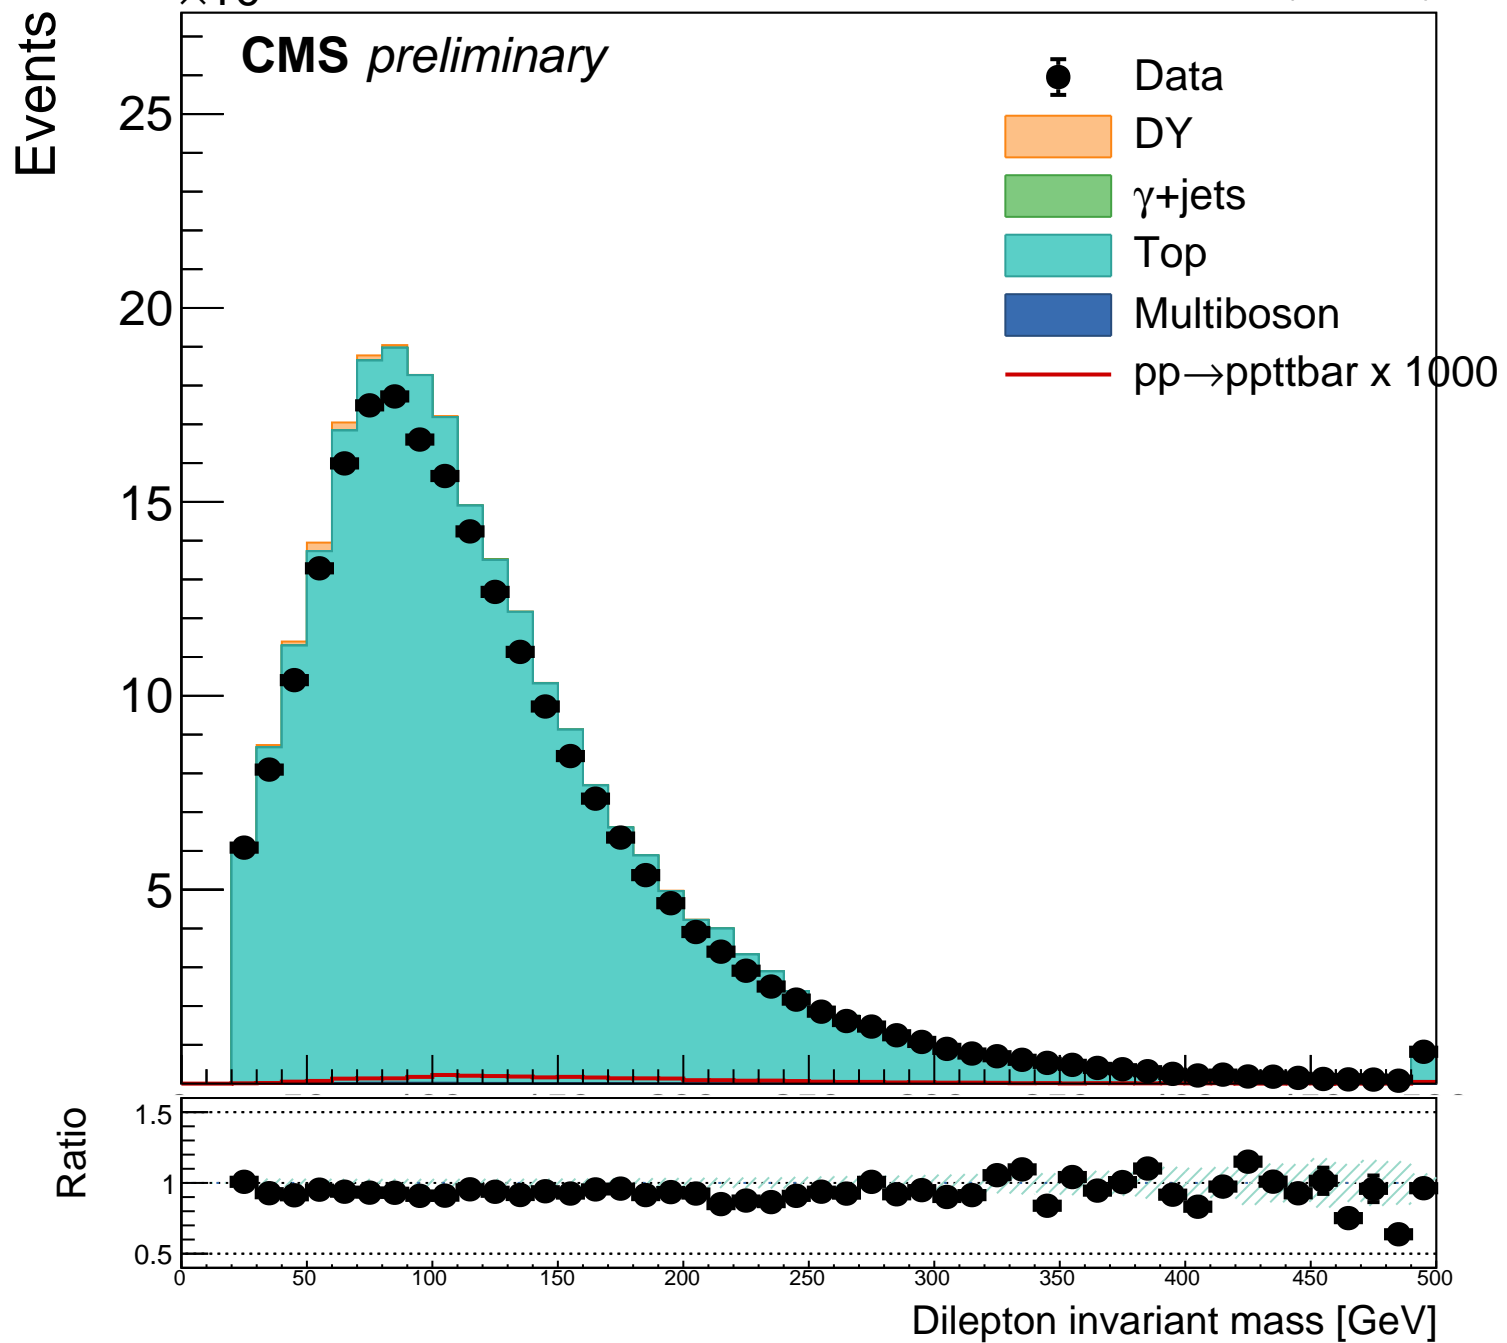 CMS preliminary
Events
25
20
15
10
5
Data
DY
γ+jets
Top
Multiboson
pp→ppttbar x 1000
Ratio
1.5
1
0.5
0 50 100 150 200 250 300 350 400 450 500
Dilepton invariant mass [GeV]